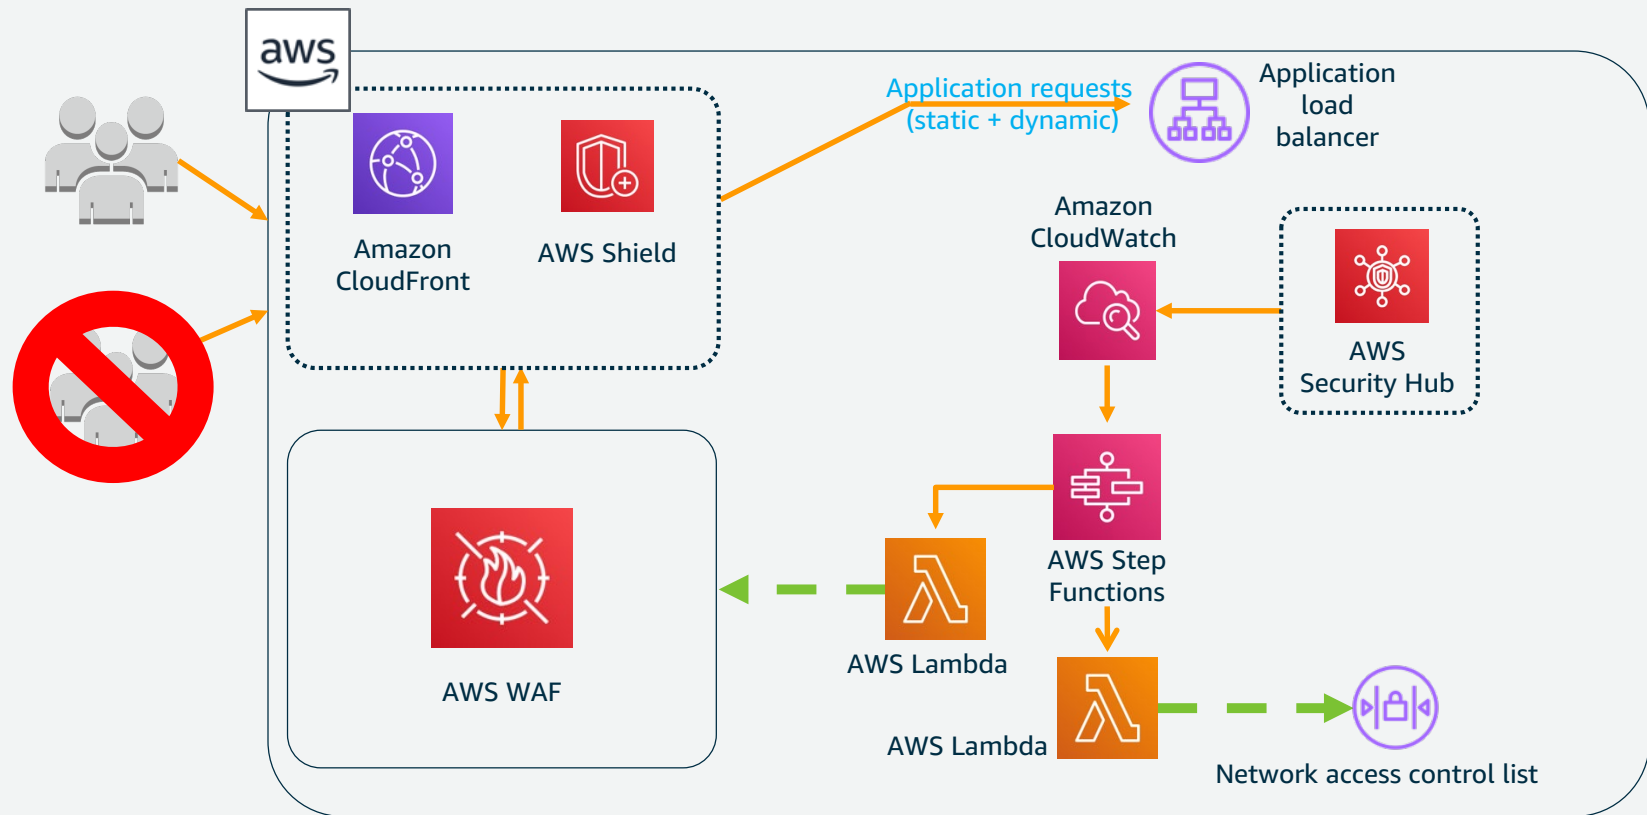 aws
Application requests
(static + dynamic)
Application
load
balancer
Amazon
CloudFront
AWS Shield
Amazon
CloudWatch
AWS
Security Hub
AWS Step
Functions
AWS WAF
AWS Lambda
AWS Lambda
Network access control list